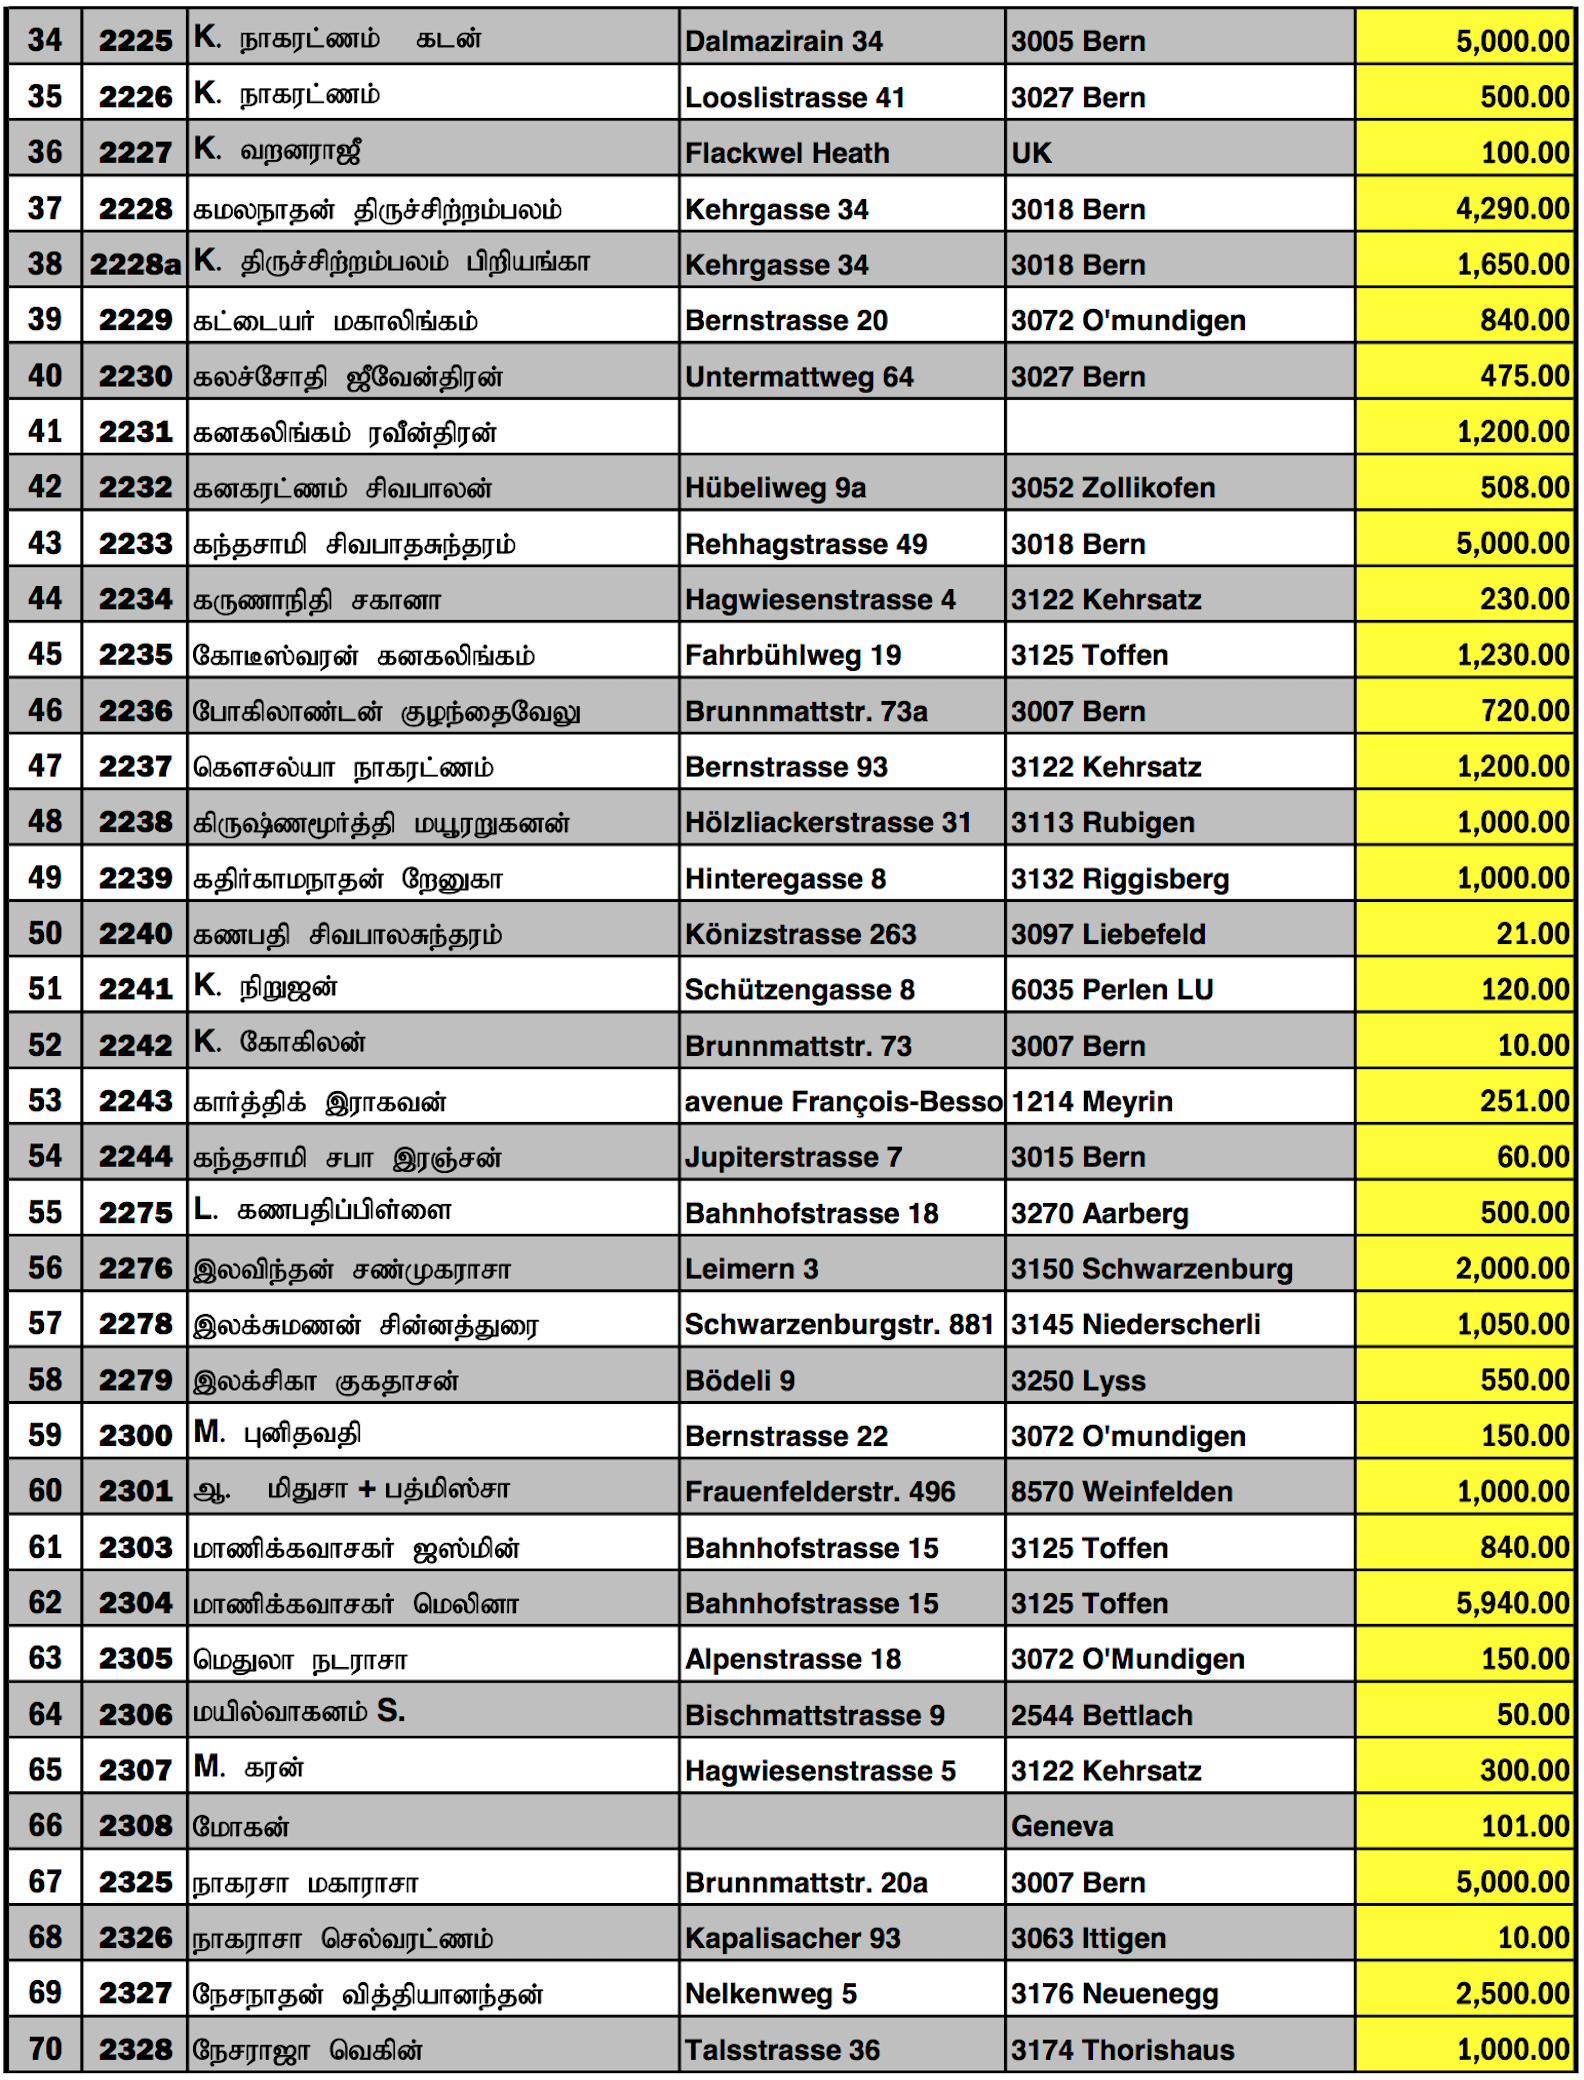 34 2225 K. நாகரட்ணம் கடன் Dalmazirain 34 3005 Bern 5,000.00
35 2226 K. நாகரட்ணம் Looslistrasse 41 3027 Bern 500.00
36 2227 K. வறனராஜீ Flackwel Heath UK 100.00
37 2228 கமலநாதன் திருச்சிற்றம்பலம் Kehrgasse 34 3018 Bern 4,290.00
38 2228a K. திருச்சிற்றம்பலம் பிறியங்கா Kehrgasse 34 3018 Bern 1,650.00
39 2229 கட்டையர் மகாலிங்கம் Bernstrasse 20 3072 O'mundigen 840.00
40 2230 கலச்சோதி ஜீவேன்திரன் Untermattweg 64 3027 Bern 475.00
41 2231 கனகலிங்கம் ரவீன்திரன் 1,200.00
42 2232 கனகரட்ணம் சிவபாலன் Hübeliweg 9a 3052 Zollikofen 508.00
43 2233 கந்தசாமி சிவபாதசுந்தரம் Rehhagstrasse 49 3018 Bern 5,000.00
44 2234 கருணாநிதி சகானா Hagwiesenstrasse 4 3122 Kehrsatz 230.00
45 2235 கோடீஸ்வரன் கனகலிங்கம் Fahrbühlweg 19 3125 Toffen 1,230.00
46 2236 போகிலாண்டன் குழந்தைவேலு Brunnmattstr. 73a 3007 Bern 720.00
47 2237 கௌசல்யா நாகரட்ணம் Bernstrasse 93 3122 Kehrsatz 1,200.00
48 2238 கிருஷ்ணமூர்த்தி மயூரறுகனன் Hölzliackerstrasse 31 3113 Rubigen 1,000.00
49 2239 கதிர்காமநாதன் றேனுகா Hinteregasse 8 3132 Riggisberg 1,000.00
50 2240 கணபதி சிவபாலசுந்தரம் Könizstrasse 263 3097 Liebefeld 21.00
51 2241 K. நிறுஜன் Schützengasse 8 6035 Perlen LU 120.00
52 2242 K. கோகிலன் Brunnmattstr. 73 3007 Bern 10.00
53 2243 கார்த்திக் இராகவன் avenue François-Besso 1214 Meyrin 251.00
54 2244 கந்தசாமி சபா இரஞ்சன் Jupiterstrasse 7 3015 Bern 60.00
55 2275 L. கணபதிப்பிள்ளை Bahnhofstrasse 18 3270 Aarberg 500.00
56 2276 இலவிந்தன் சண்முகராசா Leimern 3 3150 Schwarzenburg 2,000.00
57 2278 இலக்சுமணன் சின்னத்துரை Schwarzenburgstr. 881 3145 Niederscherli 1,050.00
58 2279 இலக்சிகா குகதாசன் Bödeli 9 3250 Lyss 550.00
59 2300 M. புனிதவதி Bernstrasse 22 3072 O'mundigen 150.00
60 2301 ஆ. மிதுசா + பத்மிஸ்சா Frauenfelderstr. 496 8570 Weinfelden 1,000.00
61 2303 மாணிக்கவாசகர் ஜஸ்மின் Bahnhofstrasse 15 3125 Toffen 840.00
62 2304 மாணிக்கவாசகர் மெலினா Bahnhofstrasse 15 3125 Toffen 5,940.00
63 2305 மெதுலா நடராசா Alpenstrasse 18 3072 O'Mundigen 150.00
64 2306 மயில்வாகனம் S. Bischmattstrasse 9 2544 Bettlach 50.00
65 2307 M. கரன் Hagwiesenstrasse 5 3122 Kehrsatz 300.00
66 2308 மோகன் Geneva 101.00
67 2325 நாகரசா மகாராசா Brunnmattstr. 20a 3007 Bern 5,000.00
68 2326 நாகராசா செல்வரட்ணம் Kapalisacher 93 3063 Ittigen 10.00
69 2327 நேசநாதன் வித்தியானந்தன் Nelkenweg 5 3176 Neuenegg 2,500.00
70 2328 நேசராஜா வெகின் Talsstrasse 36 3174 Thorishaus 1,000.00